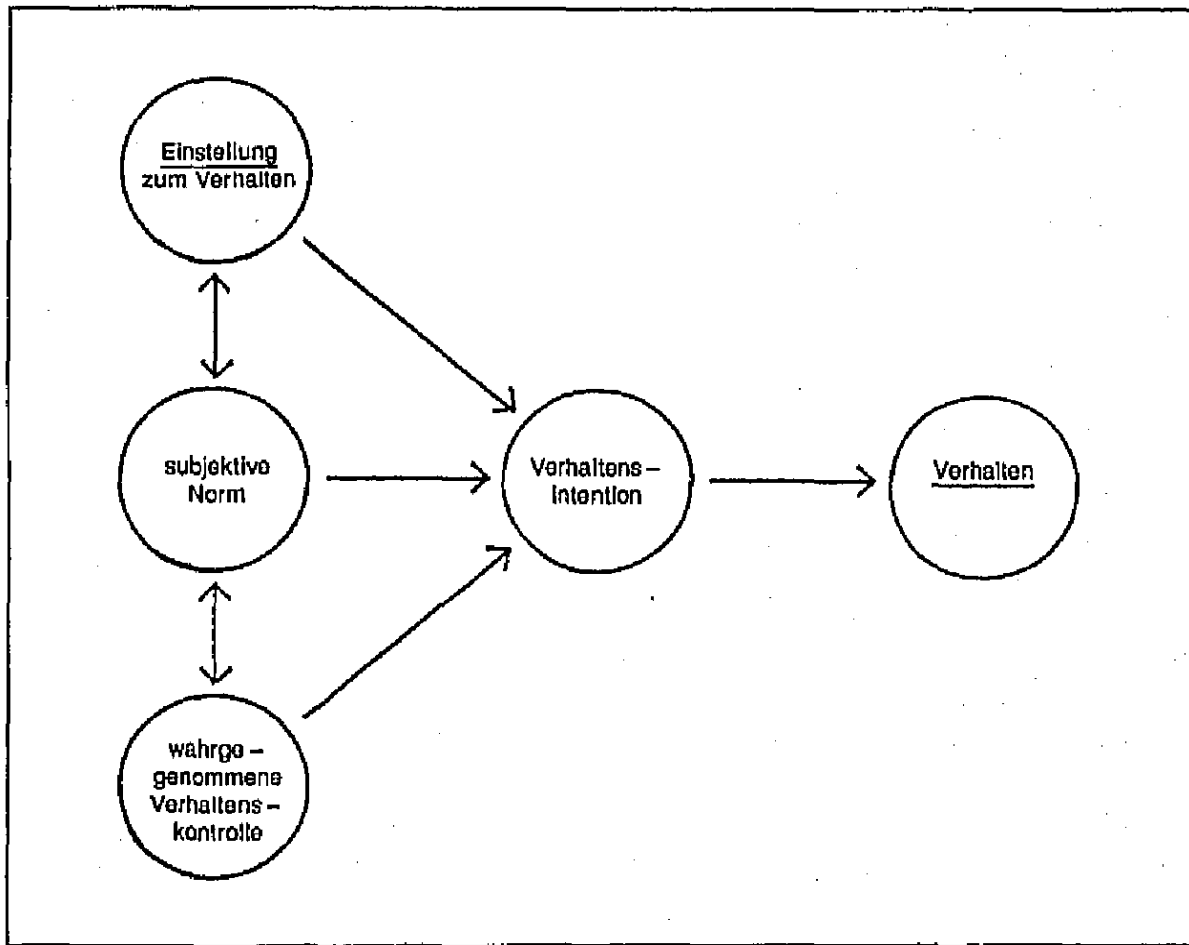 Einstellung
zum Verhalten
subjektive
Norm
Verhaltens–
Intention
Verhalten
wahrge–
genommene
Verhaltens–
kontrolle